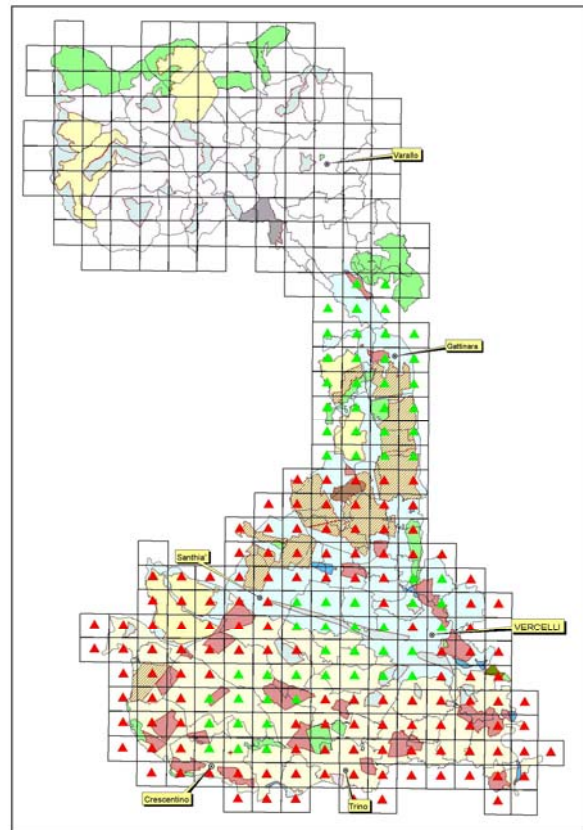 Varallo
Gattinara
Santhia'
VERCELLI
Crescentino
Trino